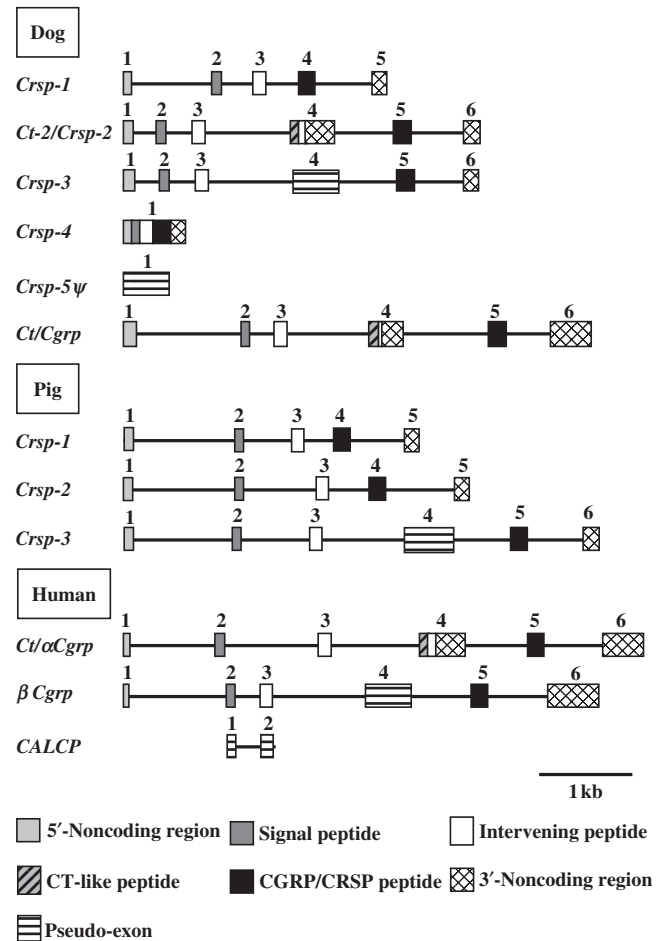 Dog
1 2 3 4 5
Crsp-1
1 2 3 4 5 6
Ct-2/Crsp-2
1 2 3 4 5 6
Crsp-3
1
Crsp-4
1
Crsp-5ψ
1 2 3 4 5 6
Ct/Cgrp
Pig
1 2 3 4 5
Crsp-1
1 2 3 4 5
Crsp-2
1 2 3 4 5 6
Crsp-3
Human
1 2 3 4 5 6
Ct/αCgrp
1 2 3 4 5 6
β Cgrp
1 2
CALCP
1 kb
5′-Noncoding region Signal peptide Intervening peptide
CT-like peptide CGRP/CRSP peptide 3′-Noncoding region
Pseudo-exon